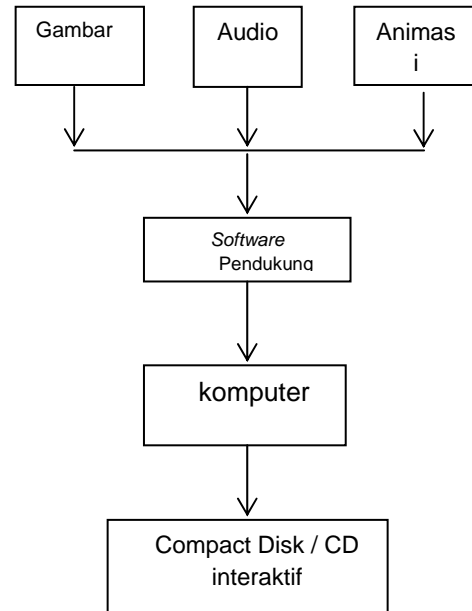 Gambar
Audio
Animas
i
Software
Pendukung
komputer
Compact Disk / CD
interaktif